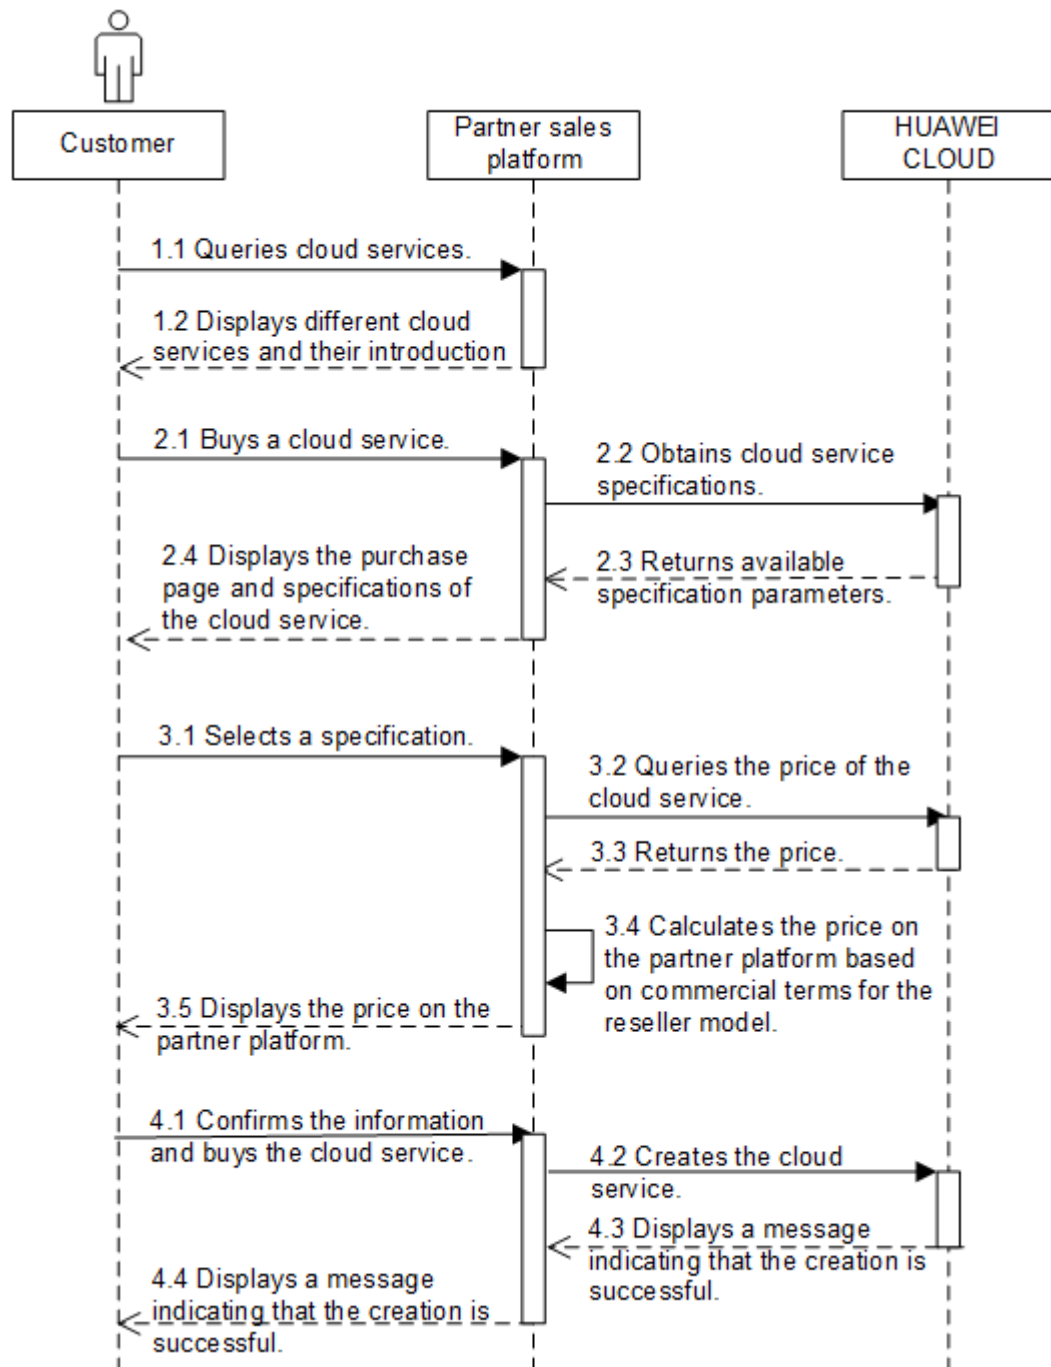 Customer
Partner sales
platform
HUAWEI
CLOUD
1.1 Queries cloud services.
1.2 Displays different cloud
services and their introduction
2.1 Buys a cloud service.
2.2 Obtains cloud service
specifications.
2.3 Returns available
specification parameters.
2.4 Displays the purchase
page and specifications of
the cloud service.
3.1 Selects a specification.
3.2 Queries the price of the
cloud service.
3.3 Returns the price.
3.4 Calculates the price on
the partner platform based
on commercial terms for the
reseller model.
3.5 Displays the price on the
partner platform.
4.1 Confirms the information
and buys the cloud service.
4.2 Creates the cloud
service.
4.3 Displays a message
indicating that the creation is
successful.
4.4 Displays a message
indicating that the creation is
successful.